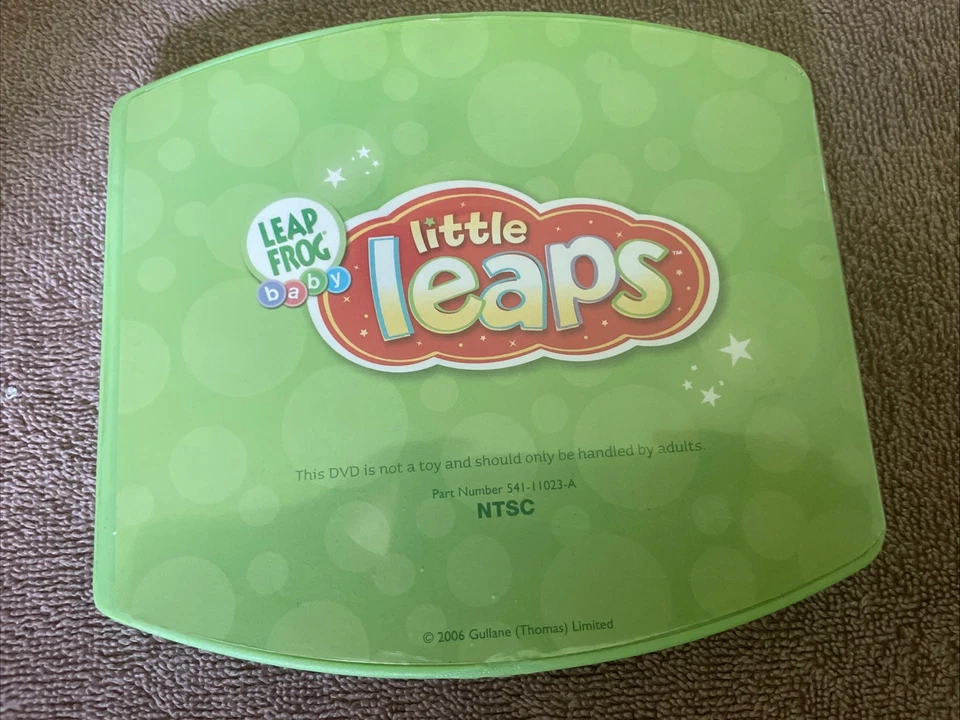 LEAP
FROG®
baby
little
leaps™
This DVD is not a toy and should only be handled by adults.
Part Number 541-11023-A
NTSC
© 2006 Gullane (Thomas) Limited